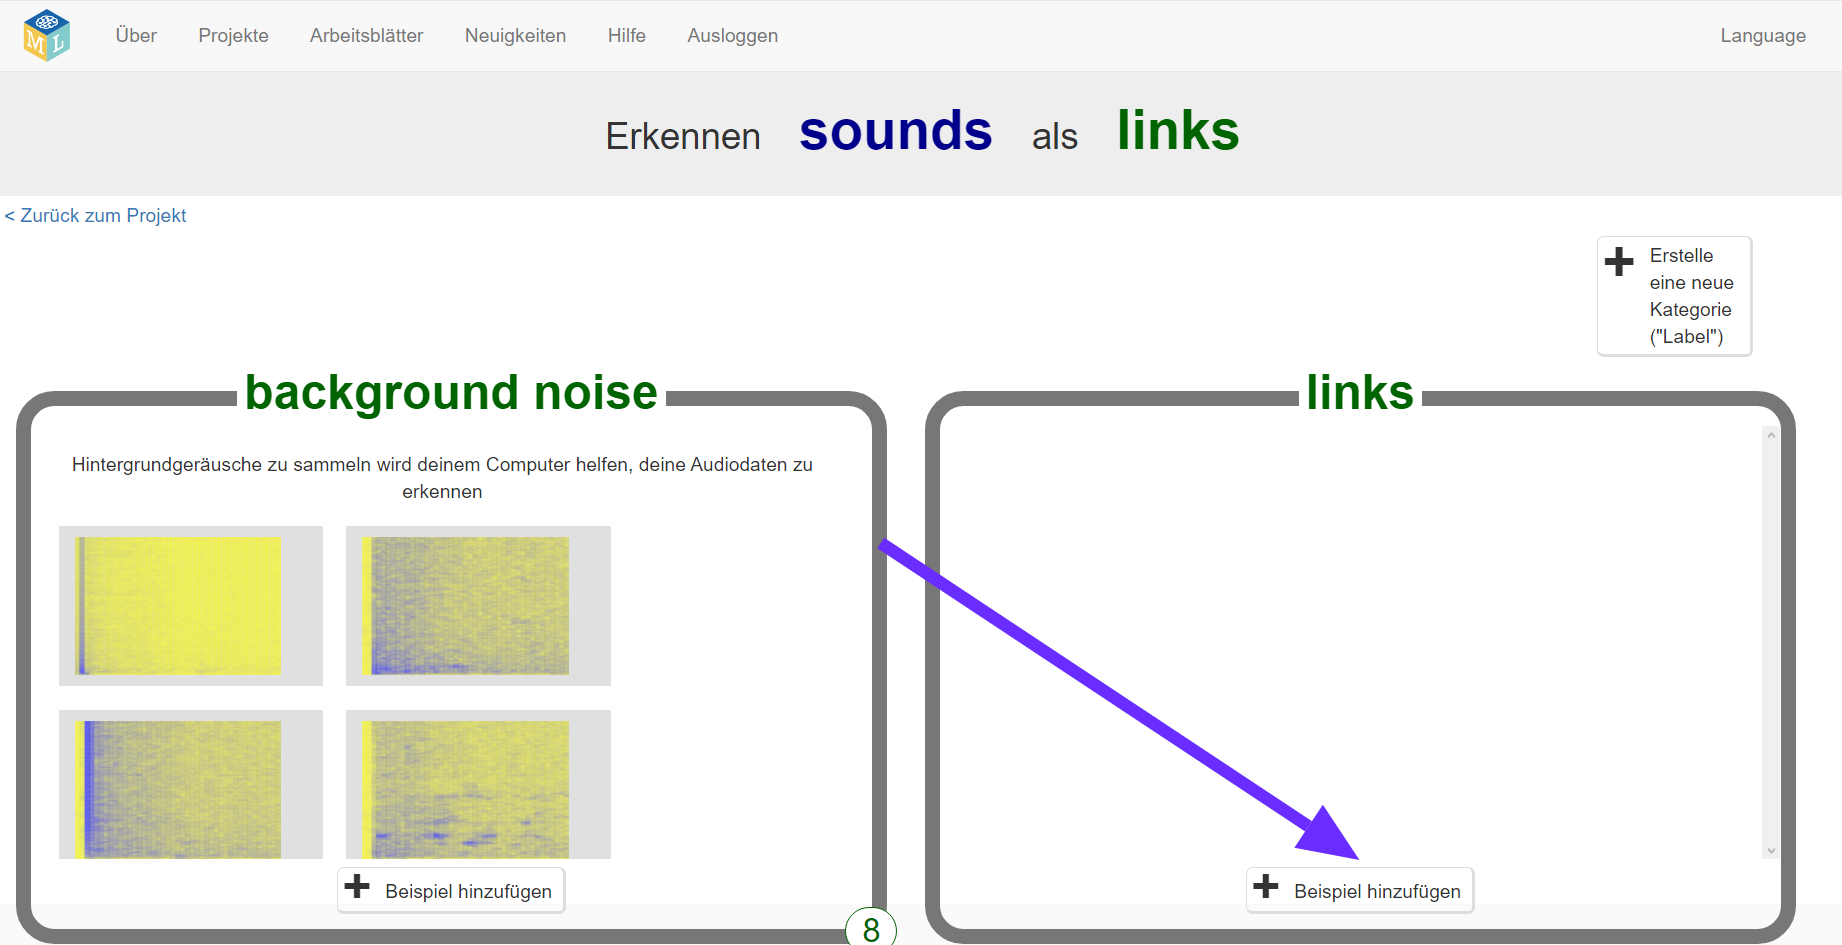 M L
Über Projekte Arbeitsblätter Neuigkeiten Hilfe Ausloggen Language
Erkennen sounds als links
< Zurück zum Projekt
Erstelle
eine neue
Kategorie
("Label")
background noise
Hintergrundgeräusche zu sammeln wird deinem Computer helfen, deine Audiodaten zu
erkennen
Beispiel hinzufügen
8
links
Beispiel hinzufügen